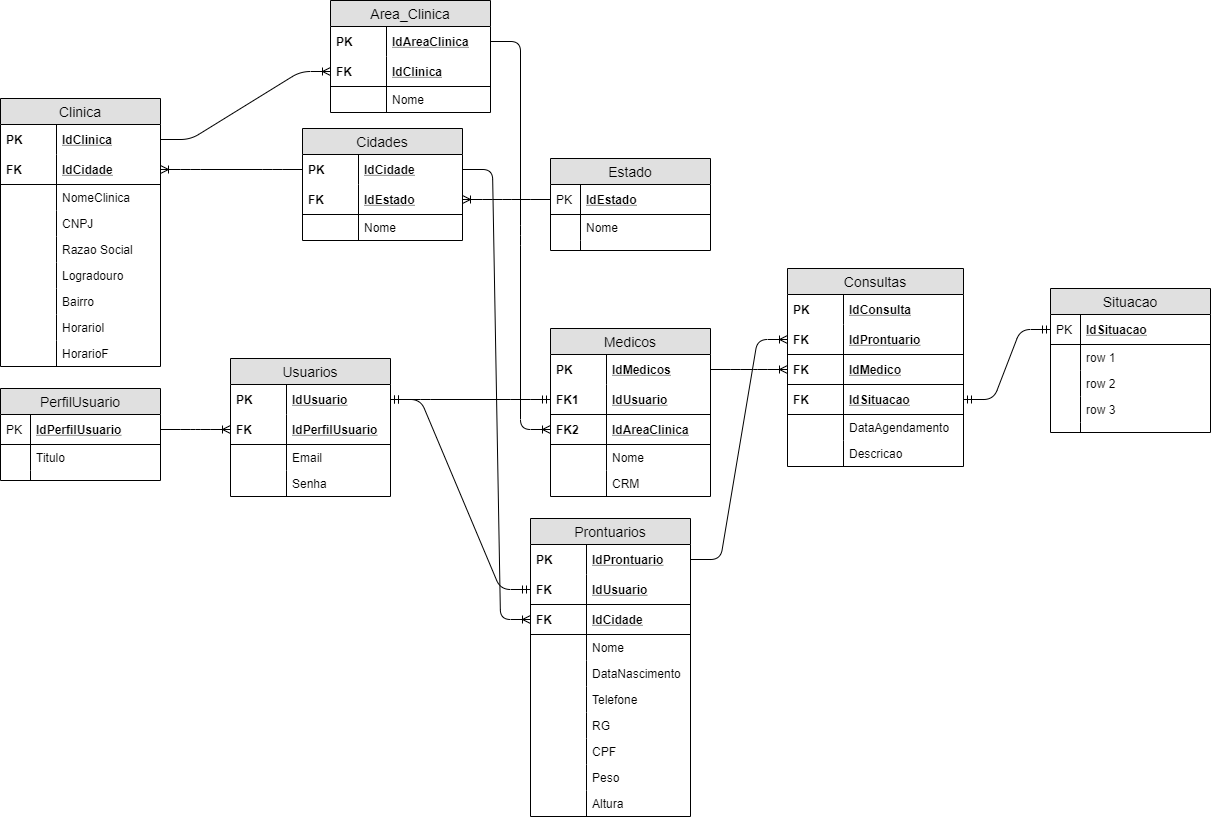 Area_Clinica
PK IdAreaClinica
FK IdClinica
Nome
Clinica
PK IdClinica
FK IdCidade
NomeClinica
CNPJ
Razao Social
Logradouro
Bairro
HorarioI
HorarioF
Cidades
PK IdCidade
FK IdEstado
Nome
Estado
PK IdEstado
Nome
Consultas
PK IdConsulta
FK IdProntuario
FK IdMedico
FK IdSituacao
DataAgendamento
Descricao
Situacao
PK IdSituacao
row 1
row 2
row 3
Medicos
PK IdMedicos
FK1 IdUsuario
FK2 IdAreaClinica
Nome
CRM
Usuarios
PK IdUsuario
FK IdPerfilUsuario
Email
Senha
PerfilUsuario
PK IdPerfilUsuario
Titulo
Prontuarios
PK IdProntuario
FK IdUsuario
FK IdCidade
Nome
DataNascimento
Telefone
RG
CPF
Peso
Altura